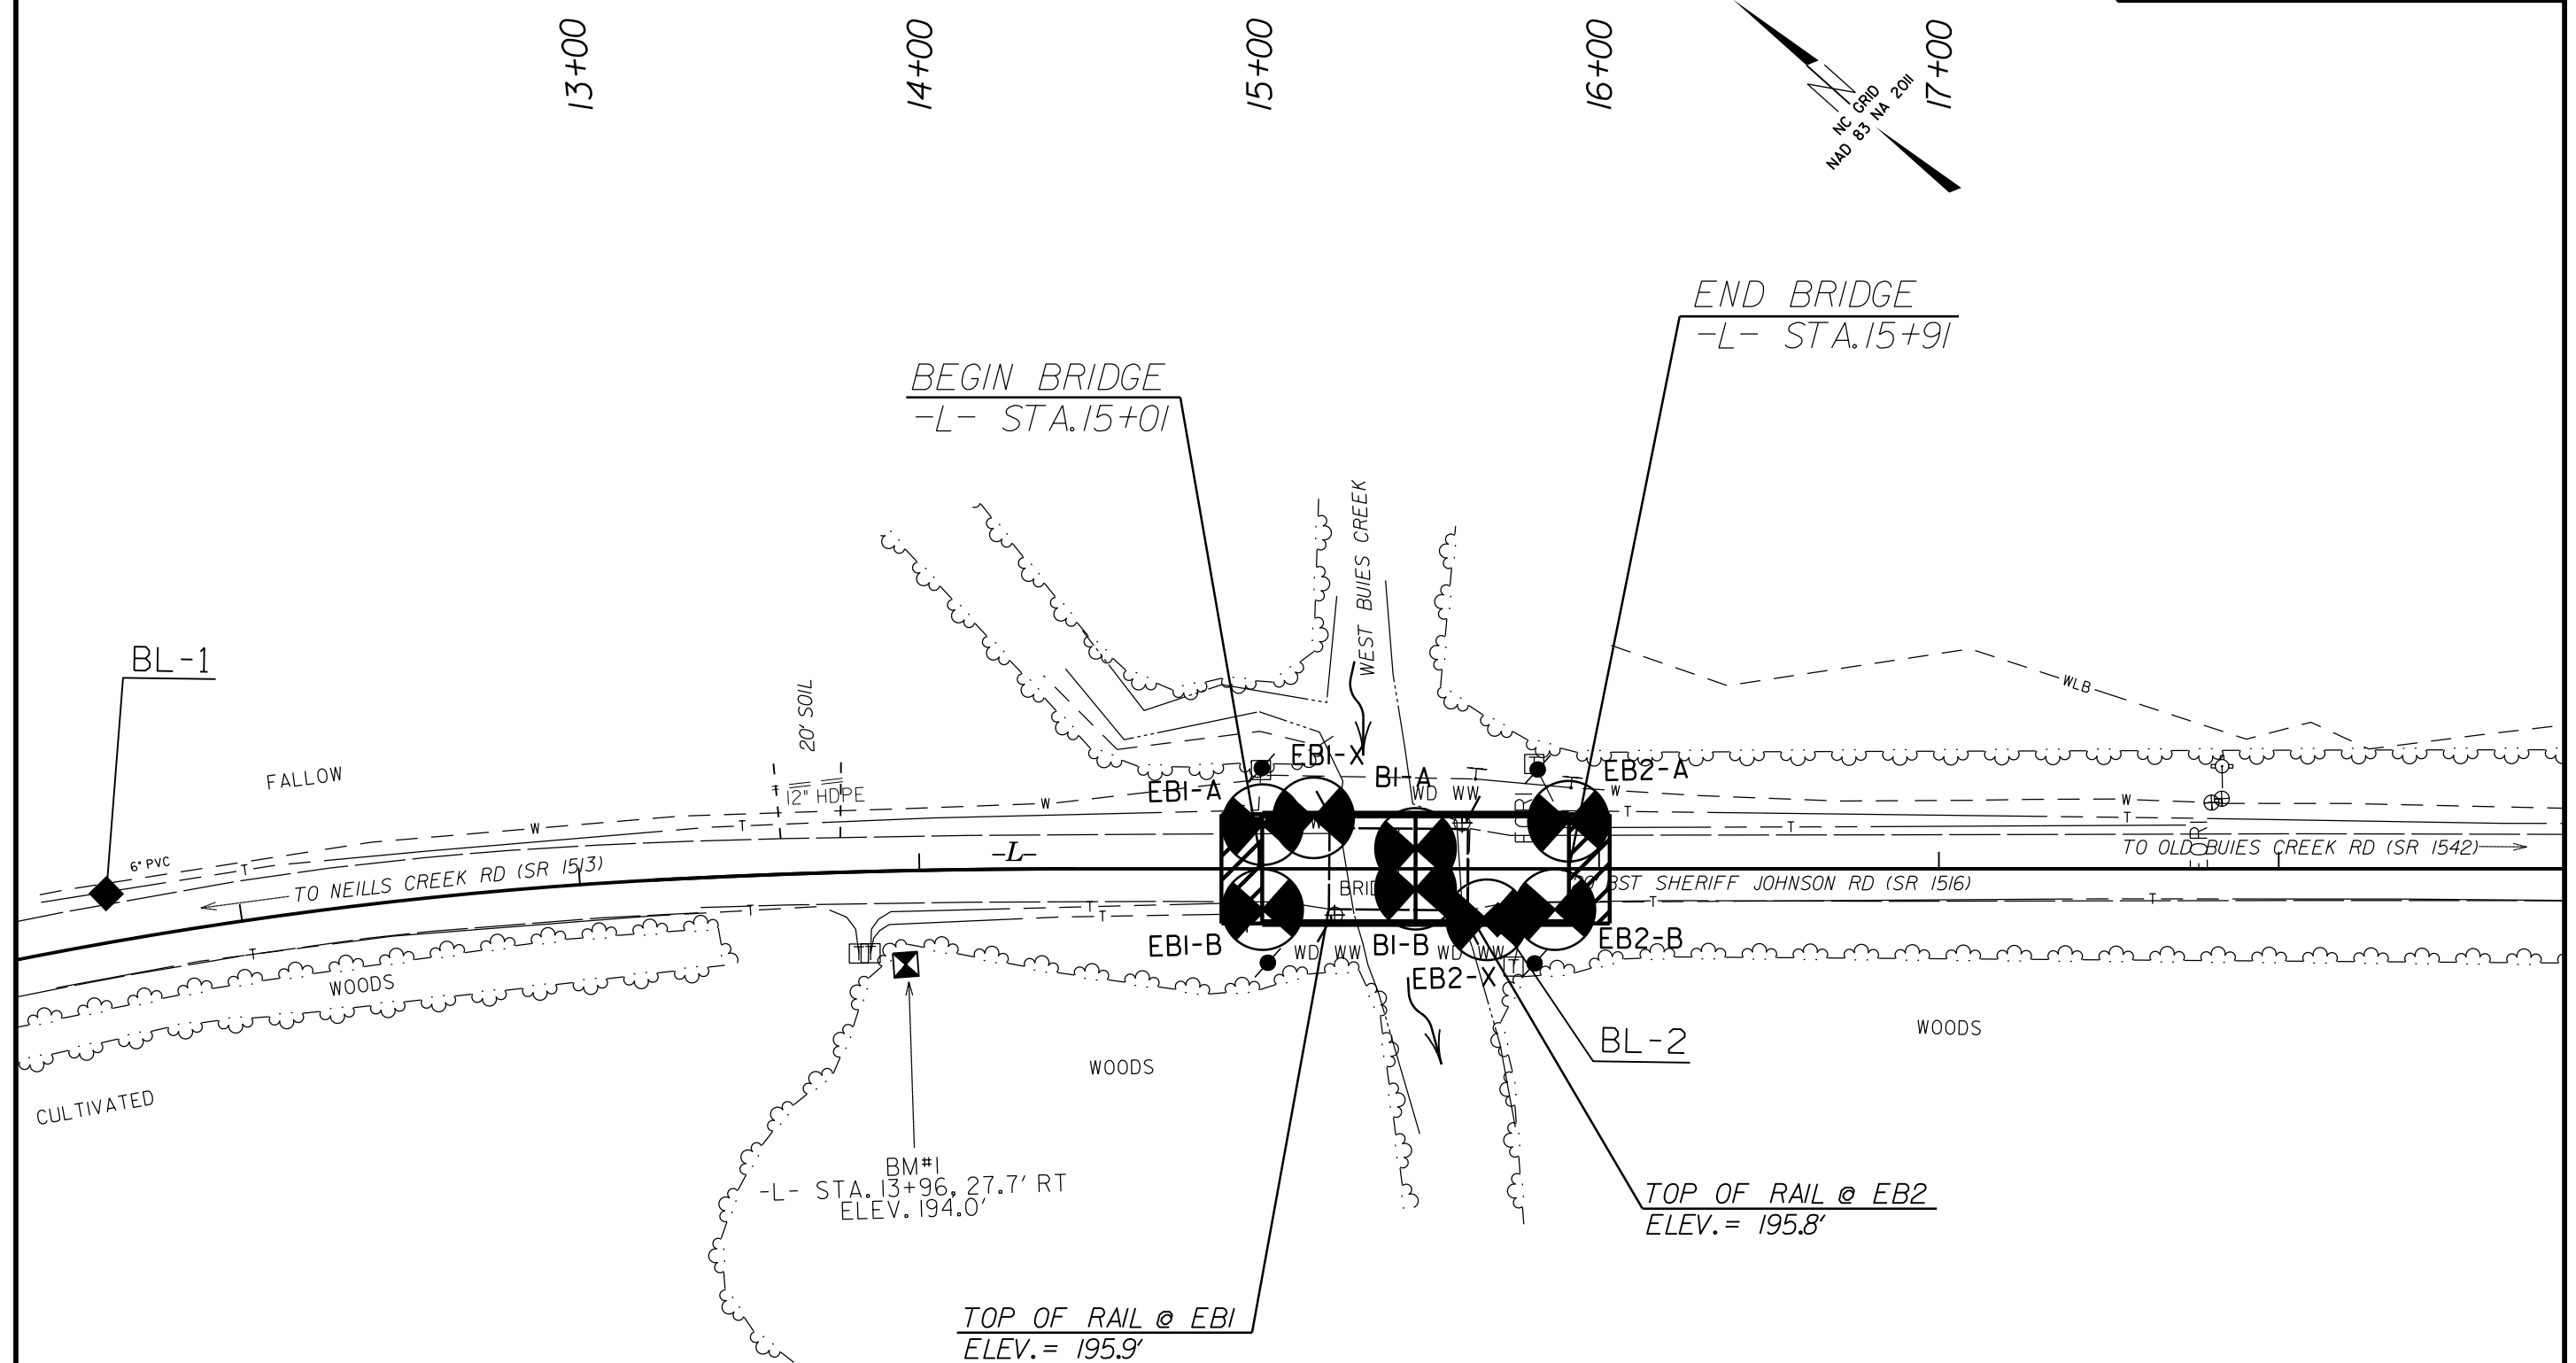 13+00
14+00
15+00
16+00
17+00
NC GRID
NAD 83 NA 2011
END BRIDGE
-L- STA.15+91
BEGIN BRIDGE
-L- STA.15+01
WEST BUIES CREEK
BL-1
20' SOIL
WLB
FALLOW
12" HDPE
EB1-X
EB1-A
B1-A
EB2-A
WD WW
W
W
W
W
T
T
T
T
6" PVC
T
-L-
TO NEILLS CREEK RD (SR 1513)
TO OLD BUIES CREEK RD (SR 1542)
BST SHERIFF JOHNSON RD (SR 1516)
T
T
T
T
T
T
EB1-B
WD WW
B1-B
WD WW
EB2-B
EB2-X
WOODS
WOODS
WOODS
BL-2
CULTIVATED
BM#1
-L- STA. 13+96, 27.7' RT
ELEV. 194.0'
TOP OF RAIL @ EB2
ELEV.= 195.8'
TOP OF RAIL @ EB1
ELEV.= 195.9'